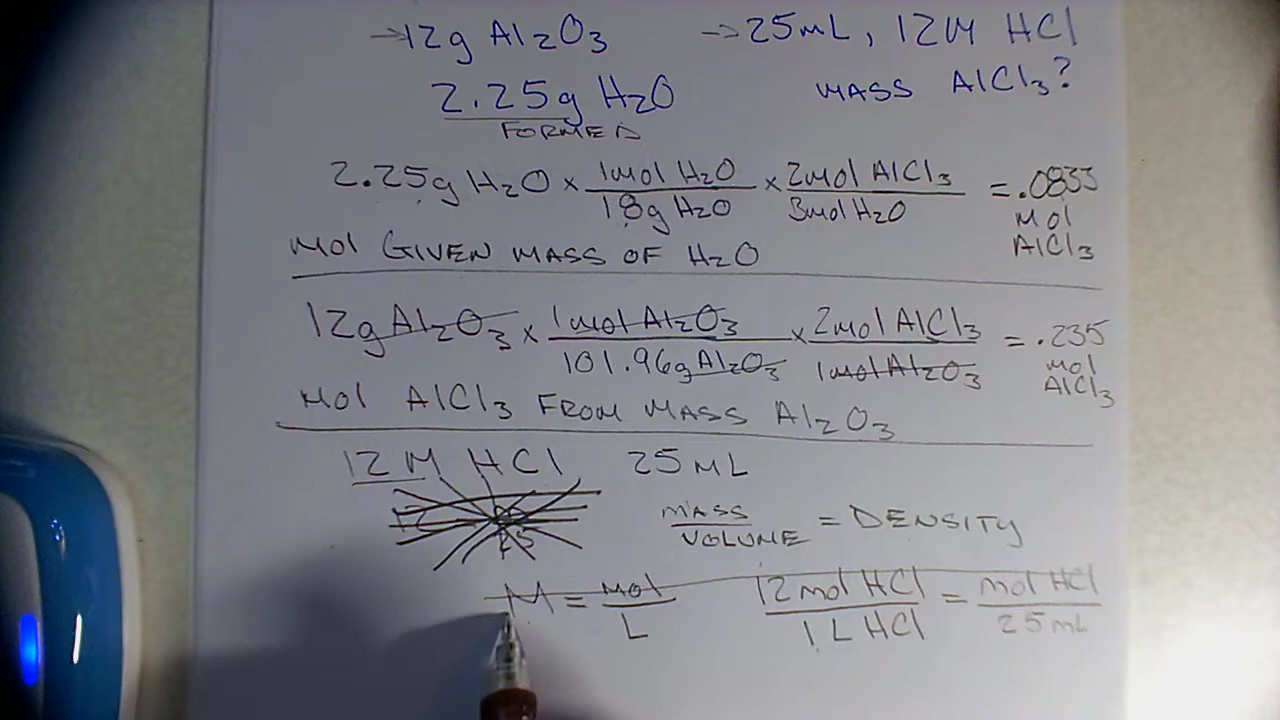 →12g Al2O3 →25mL, 12M HCl
2.25g H2O MASS AlCl3?
FORMED
2.25g H2O x 1mol H2O / 18g H2O x 2mol AlCl3 / 3mol H2O = .0833 mol AlCl3
mol GIVEN MASS OF H2O
12g Al2O3 x 1mol Al2O3 / 101.96g Al2O3 x 2mol AlCl3 / 1mol Al2O3 = .235 mol AlCl3
mol AlCl3 FROM MASS Al2O3
12M HCl 25mL
MASS / VOLUME = DENSITY
M = mol / L 12mol HCl / 1L HCl = mol HCl / 25mL